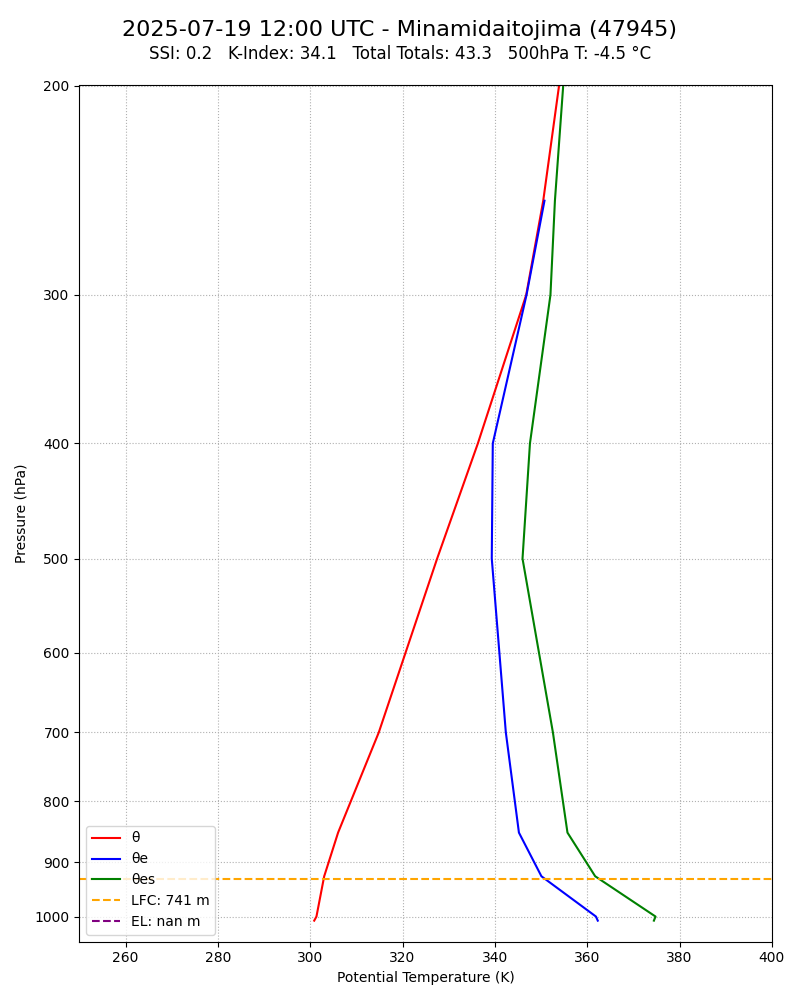 2025-07-19 12:00 UTC - Minamidaitojima (47945)
SSI: 0.2   K-Index: 34.1   Total Totals: 43.3   500hPa T: -4.5 °C
200
300
400
500
600
700
800
900
1000
Pressure (hPa)
θ
θe
θes
LFC: 741 m
EL: nan m
260 280 300 320 340 360 380 400
Potential Temperature (K)